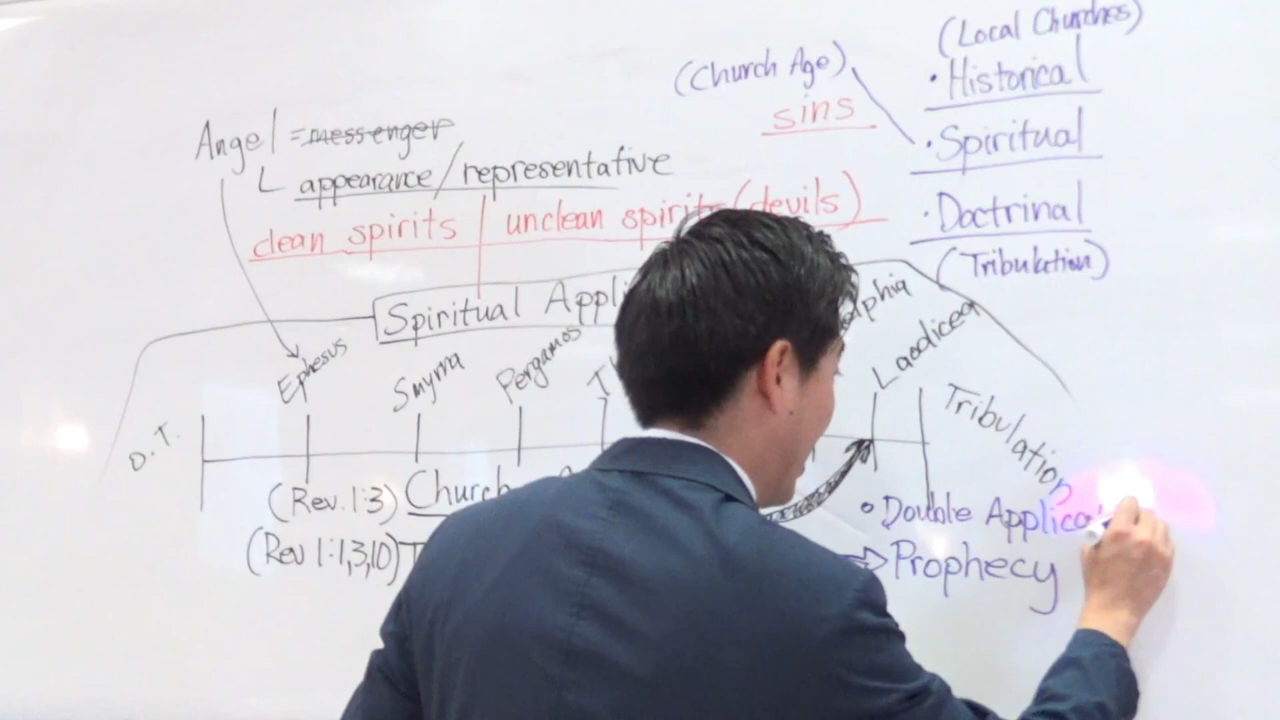 (Local Churches)
• Historical
(Church Age)
sins
• Spiritual
Angel = messenger
appearance/representative
clean spirits | unclean spirits (devils)
• Doctrinal
(Tribulation)
Spiritual Appli
Ephesus Smyrna Pergamos T Laodicea
O.T. Tribulation
(Rev. 1:3) Church
• Double Applica
(Rev 1:1,3,10) T
⇒ Prophecy